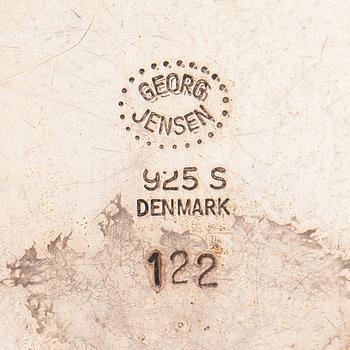 GEORG
JENSEN
925 S
DENMARK
122